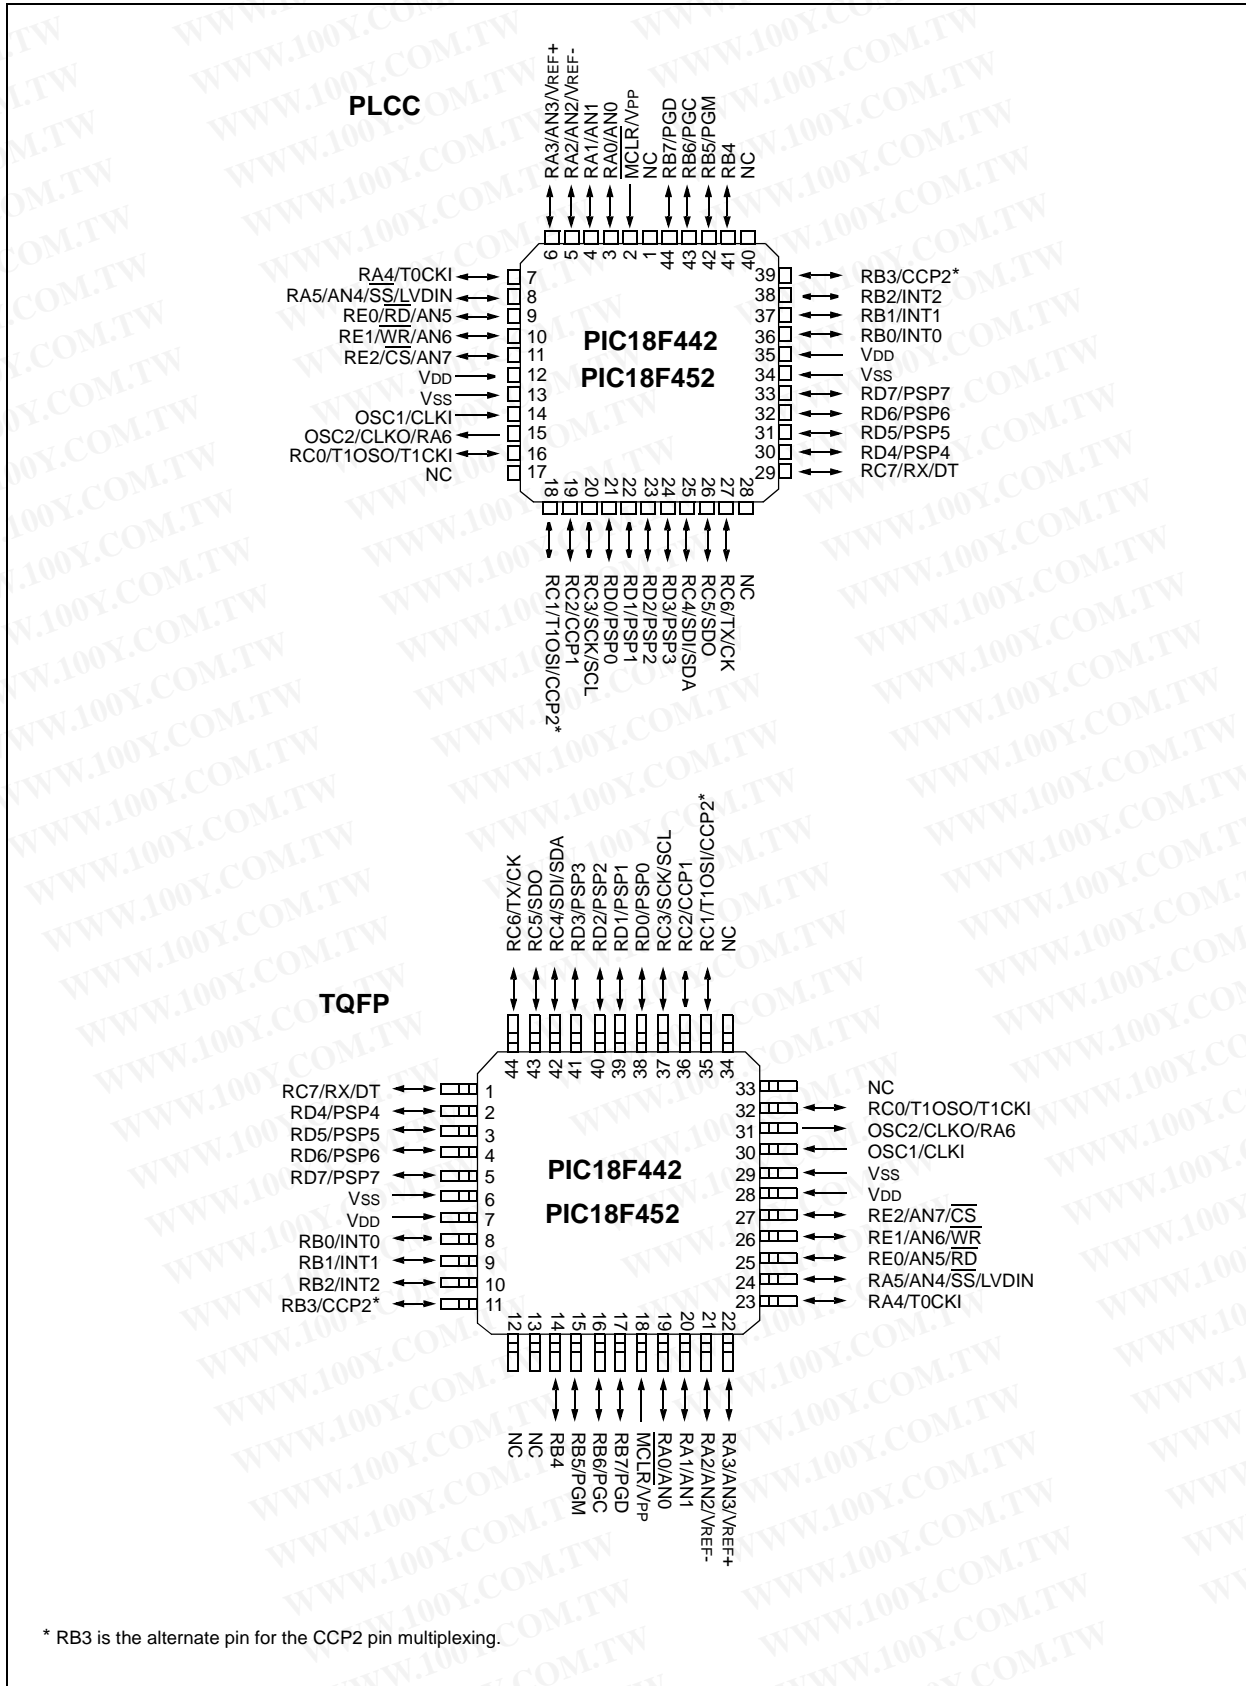 PLCC
RA3/AN3/VREF+
RA2/AN2/VREF-
RA1/AN1
RA0/AN0
MCLR/VPP
NC
RB7/PGD
RB6/PGC
RB5/PGM
RB4
NC
6 5 4 3 2 1 44 43 42 41 40
RA4/T0CKI 7
RA5/AN4/SS/LVDIN 8
RE0/RD/AN5 9
RE1/WR/AN6 10
RE2/CS/AN7 11
VDD 12
VSS 13
OSC1/CLKI 14
OSC2/CLKO/RA6 15
RC0/T1OSO/T1CKI 16
NC 17
PIC18F442
PIC18F452
39 RB3/CCP2*
38 RB2/INT2
37 RB1/INT1
36 RB0/INT0
35 VDD
34 VSS
33 RD7/PSP7
32 RD6/PSP6
31 RD5/PSP5
30 RD4/PSP4
29 RC7/RX/DT
18 19 20 21 22 23 24 25 26 27 28
RC1/T1OSI/CCP2*
RC2/CCP1
RC3/SCK/SCL
RD0/PSP0
RD1/PSP1
RD2/PSP2
RD3/PSP3
RC4/SDI/SDA
RC5/SDO
RC6/TX/CK
NC
TQFP
RC6/TX/CK
RC5/SDO
RC4/SDI/SDA
RD3/PSP3
RD2/PSP2
RD1/PSP1
RD0/PSP0
RC3/SCK/SCL
RC2/CCP1
RC1/T1OSI/CCP2*
NC
44 43 42 41 40 39 38 37 36 35 34
RC7/RX/DT 1
RD4/PSP4 2
RD5/PSP5 3
RD6/PSP6 4
RD7/PSP7 5
VSS 6
VDD 7
RB0/INT0 8
RB1/INT1 9
RB2/INT2 10
RB3/CCP2* 11
PIC18F442
PIC18F452
33 NC
32 RC0/T1OSO/T1CKI
31 OSC2/CLKO/RA6
30 OSC1/CLKI
29 VSS
28 VDD
27 RE2/AN7/CS
26 RE1/AN6/WR
25 RE0/AN5/RD
24 RA5/AN4/SS/LVDIN
23 RA4/T0CKI
12 13 14 15 16 17 18 19 20 21 22
NC
NC
RB4
RB5/PGM
RB6/PGC
RB7/PGD
MCLR/VPP
RA0/AN0
RA1/AN1
RA2/AN2/VREF-
RA3/AN3/VREF+
* RB3 is the alternate pin for the CCP2 pin multiplexing.
WWW.100Y.COM.TW